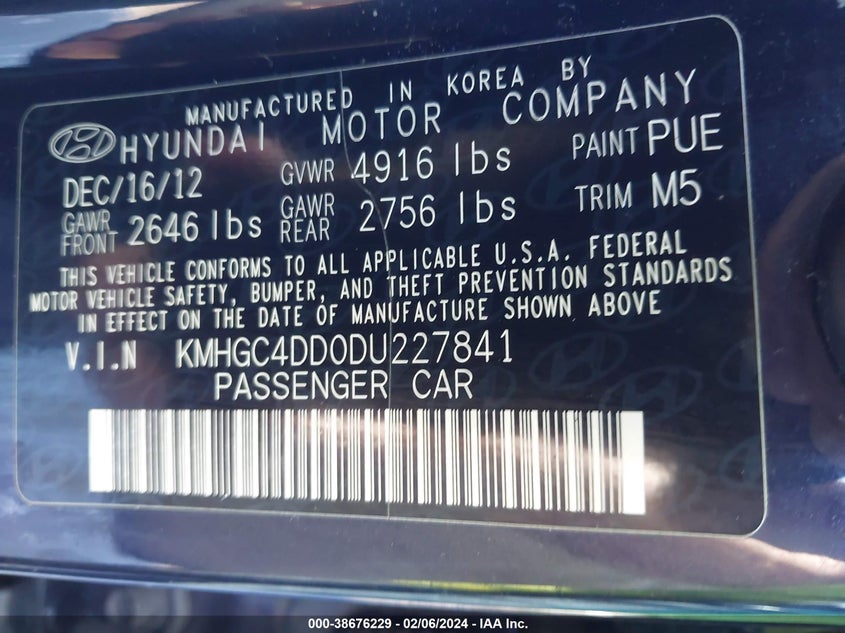 MANUFACTURED IN KOREA BY
HYUNDAI MOTOR COMPANY
DEC/16/12 GVWR 4916 lbs PAINT PUE
GAWR FRONT 2646 lbs GAWR REAR 2756 lbs TRIM M5
THIS VEHICLE CONFORMS TO ALL APPLICABLE U.S.A. FEDERAL
MOTOR VEHICLE SAFETY, BUMPER, AND THEFT PREVENTION STANDARDS
IN EFFECT ON THE DATE OF MANUFACTURE SHOWN ABOVE
V.I.N KMHGC4DD0DU227841
PASSENGER CAR
000-38676229 - 02/06/2024 - IAA Inc.